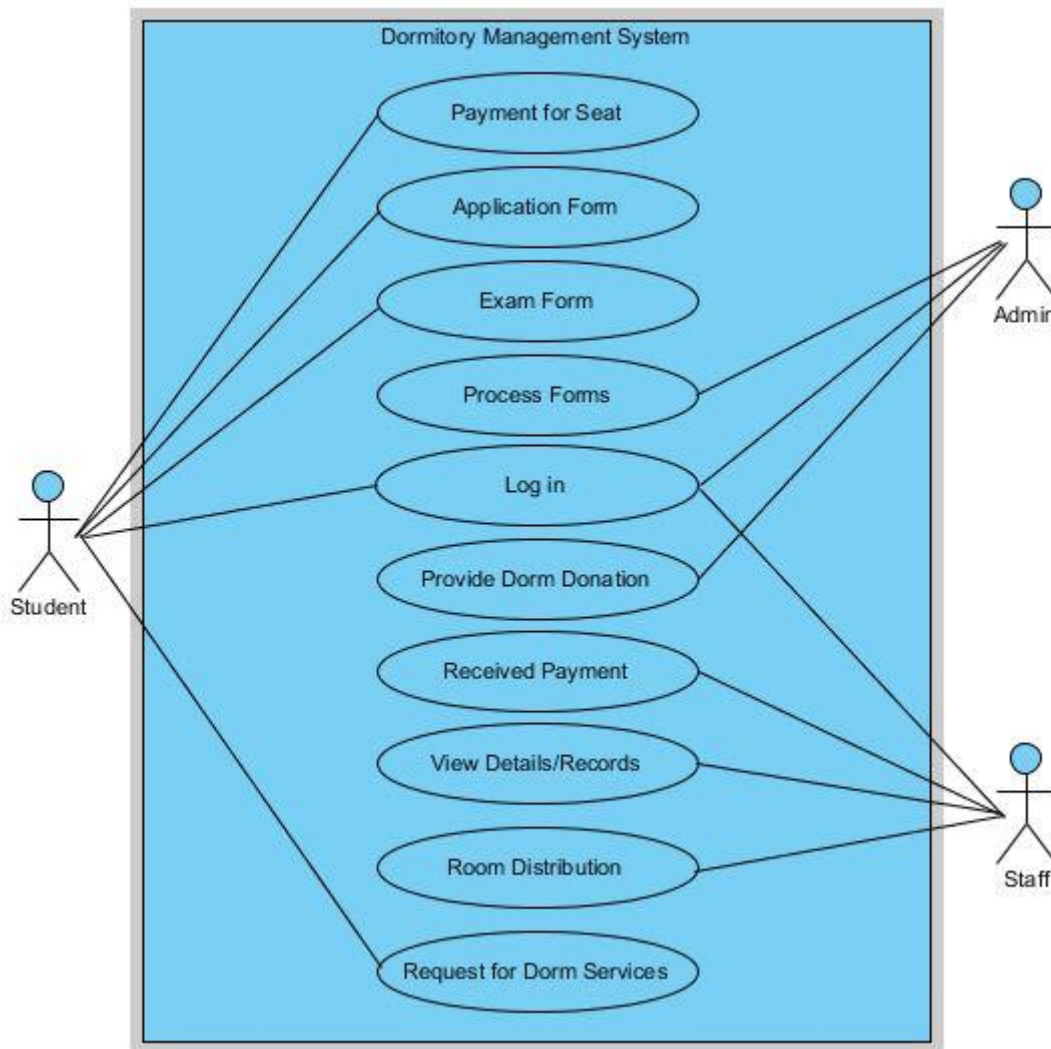 Dormitory Management System
Payment for Seat
Application Form
Exam Form
Process Forms
Log in
Provide Dorm Donation
Received Payment
View Details/Records
Room Distribution
Request for Dorm Services
Student
Admin
Staff